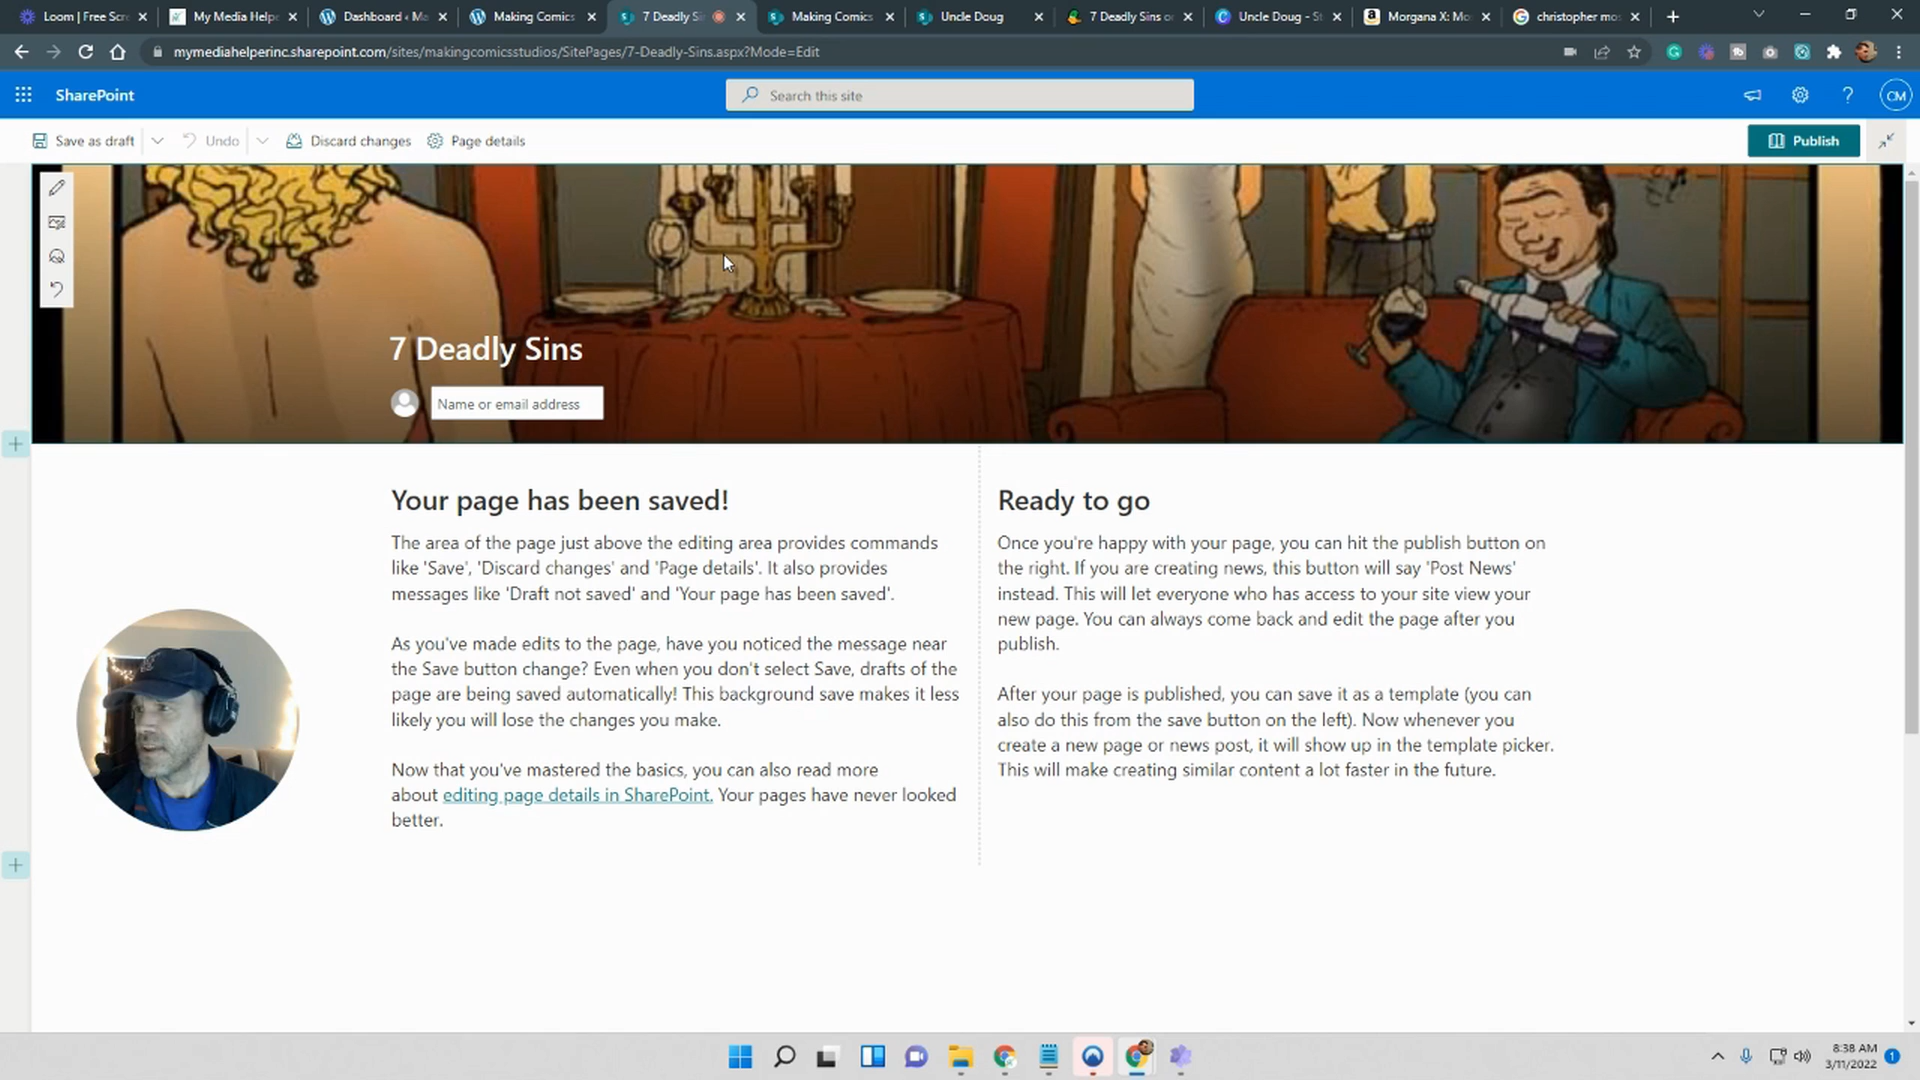 Loom | Free Scre
My Media Help
Dashboard ‹ Ma
Making Comics
7 Deadly Si
Making Comics
Uncle Doug
7 Deadly Sins or
Uncle Doug - St
Morgana X: Mo
christopher mo
mymediahelperinc.sharepoint.com/sites/makingcomicsstudios/SitePages/7-Deadly-Sins.aspx?Mode=Edit
SharePoint
Search this site
CM
Save as draft
Undo
Discard changes
Page details
Publish
7 Deadly Sins
Name or email address
Your page has been saved!
The area of the page just above the editing area provides commands
like 'Save', 'Discard changes' and 'Page details'. It also provides
messages like 'Draft not saved' and 'Your page has been saved'.
As you've made edits to the page, have you noticed the message near
the Save button change? Even when you don't select Save, drafts of the
page are being saved automatically! This background save makes it less
likely you will lose the changes you make.
Now that you've mastered the basics, you can also read more
about editing page details in SharePoint. Your pages have never looked
better.
Ready to go
Once you're happy with your page, you can hit the publish button on
the right. If you are creating news, this button will say 'Post News'
instead. This will let everyone who has access to your site view your
new page. You can always come back and edit the page after you
publish.
After your page is published, you can save it as a template (you can
also do this from the save button on the left). Now whenever you
create a new page or news post, it will show up in the template picker.
This will make creating similar content a lot faster in the future.
8:38 AM
3/11/2022
1